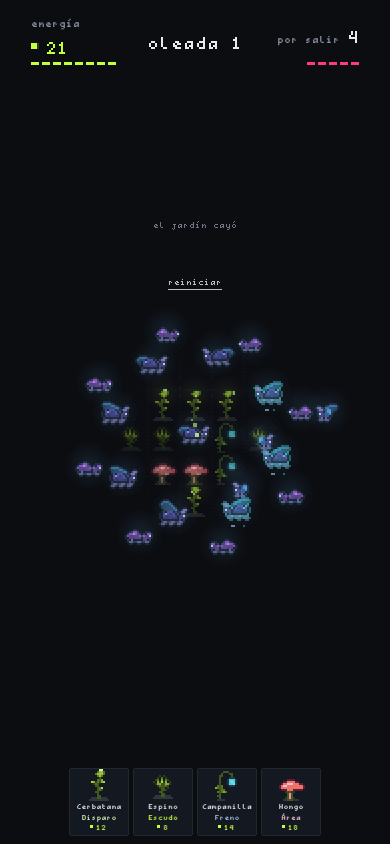 energía
21
oleada 1
por salir 4
el jardín cayó
reiniciar
Cerbatana
Disparo
12
Espino
Escudo
8
Campanilla
Freno
14
Hongo
Área
18